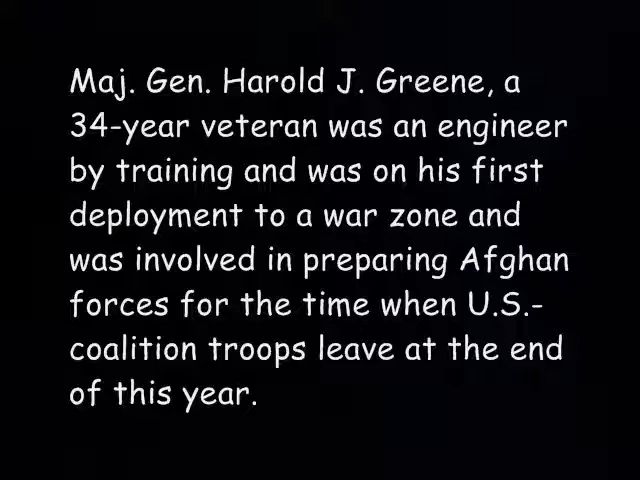 Maj. Gen. Harold J. Greene, a
34-year veteran was an engineer
by training and was on his first
deployment to a war zone and
was involved in preparing Afghan
forces for the time when U.S.-
coalition troops leave at the end
of this year.